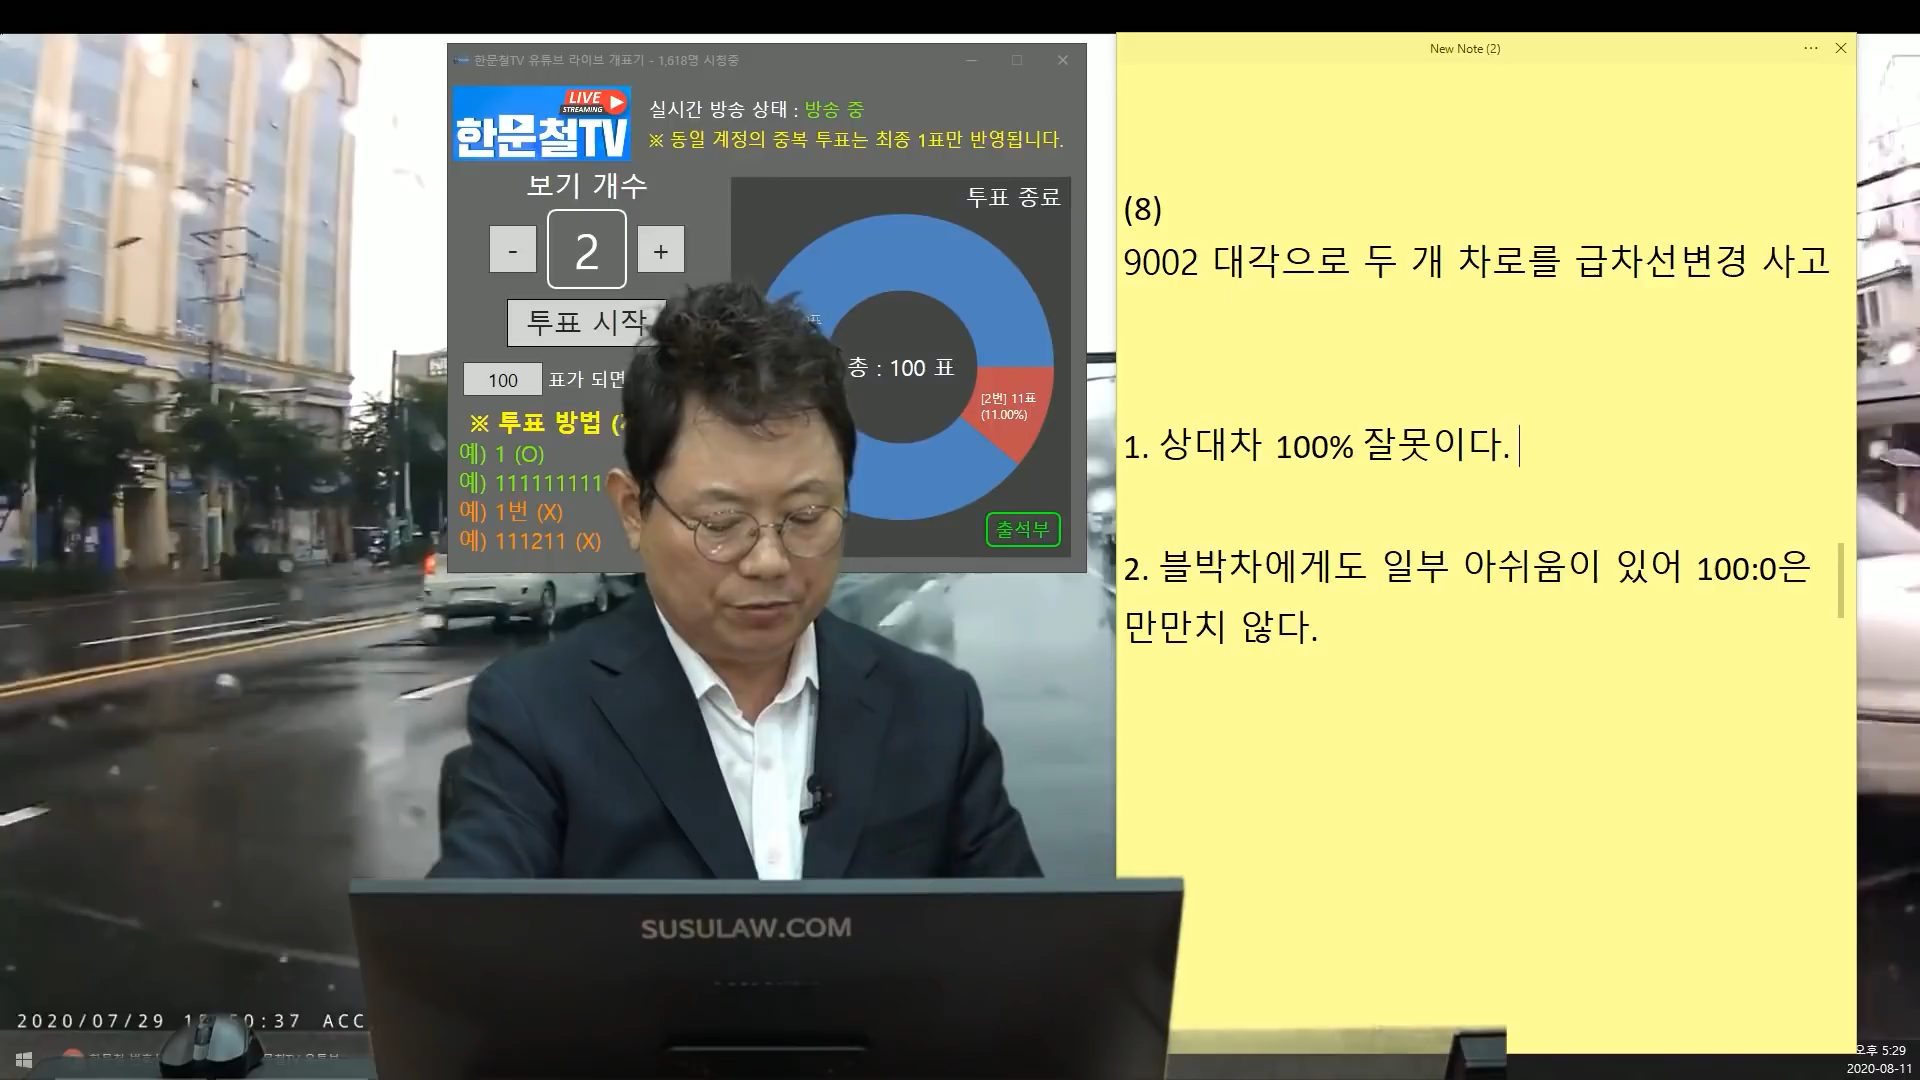 한문철TV 유튜브 라이브 개표기 - 1,618명 시청중
LIVE
STREAMING
한문철TV
실시간 방송 상태 : 방송 중
※ 동일 계정의 중복 투표는 최종 1표만 반영됩니다.
보기 개수
- 2 +
투표 시작
100 표가 되면
※ 투표 방법
예) 1 (O)
예) 111111111
예) 1번 (X)
예) 111211 (X)
투표 종료
총 : 100 표
[2번] 11표
(11.00%)
출석부
New Note (2)
(8)
9002 대각으로 두 개 차로를 급차선변경 사고
1. 상대차 100% 잘못이다.
2. 블박차에게도 일부 아쉬움이 있어 100:0은
만만치 않다.
SUSULAW.COM
2020/07/29 0:37 ACC
오후 5:29
2020-08-11